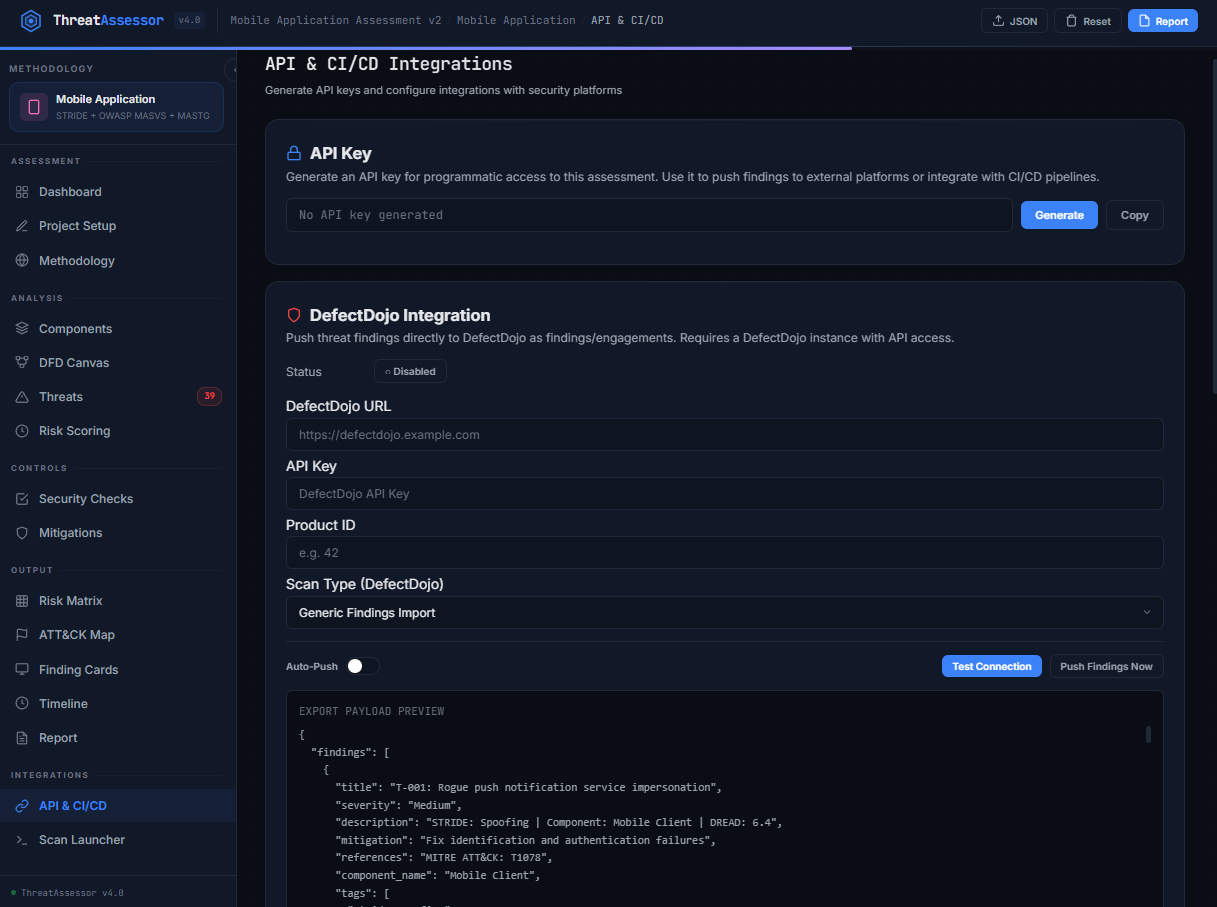 ThreatAssessor v4.0 Mobile Application Assessment v2 / Mobile Application / API & CI/CD JSON Reset Report
METHODOLOGY
Mobile Application
STRIDE + OWASP MASVS + MASTG
ASSESSMENT
Dashboard
Project Setup
Methodology
ANALYSIS
Components
DFD Canvas
Threats 39
Risk Scoring
CONTROLS
Security Checks
Mitigations
OUTPUT
Risk Matrix
ATT&CK Map
Finding Cards
Timeline
Report
INTEGRATIONS
API & CI/CD
Scan Launcher
ThreatAssessor v4.0
API & CI/CD Integrations
Generate API keys and configure integrations with security platforms
API Key
Generate an API key for programmatic access to this assessment. Use it to push findings to external platforms or integrate with CI/CD pipelines.
No API key generated Generate Copy
DefectDojo Integration
Push threat findings directly to DefectDojo as findings/engagements. Requires a DefectDojo instance with API access.
Status Disabled
DefectDojo URL
https://defectdojo.example.com
API Key
DefectDojo API Key
Product ID
e.g. 42
Scan Type (DefectDojo)
Generic Findings Import
Auto-Push Test Connection Push Findings Now
EXPORT PAYLOAD PREVIEW
{
"findings": [
{
"title": "T-001: Rogue push notification service impersonation",
"severity": "Medium",
"description": "STRIDE: Spoofing | Component: Mobile Client | DREAD: 6.4",
"mitigation": "Fix identification and authentication failures",
"references": "MITRE ATT&CK: T1078",
"component_name": "Mobile Client",
"tags": [